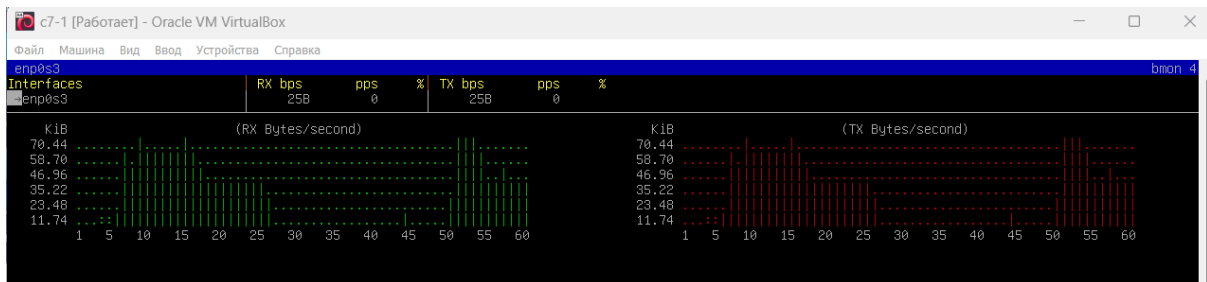 c7-1 [Работает] - Oracle VM VirtualBox
Файл Машина Вид Ввод Устройства Справка
enp0s3 bmon 4
Interfaces RX bps pps % TX bps pps %
enp0s3 25B 0 25B 0
KiB (RX Bytes/second) KiB (TX Bytes/second)
70.44 70.44
58.70 58.70
46.96 46.96
35.22 35.22
23.48 23.48
11.74 11.74
1 5 10 15 20 25 30 35 40 45 50 55 60 1 5 10 15 20 25 30 35 40 45 50 55 60